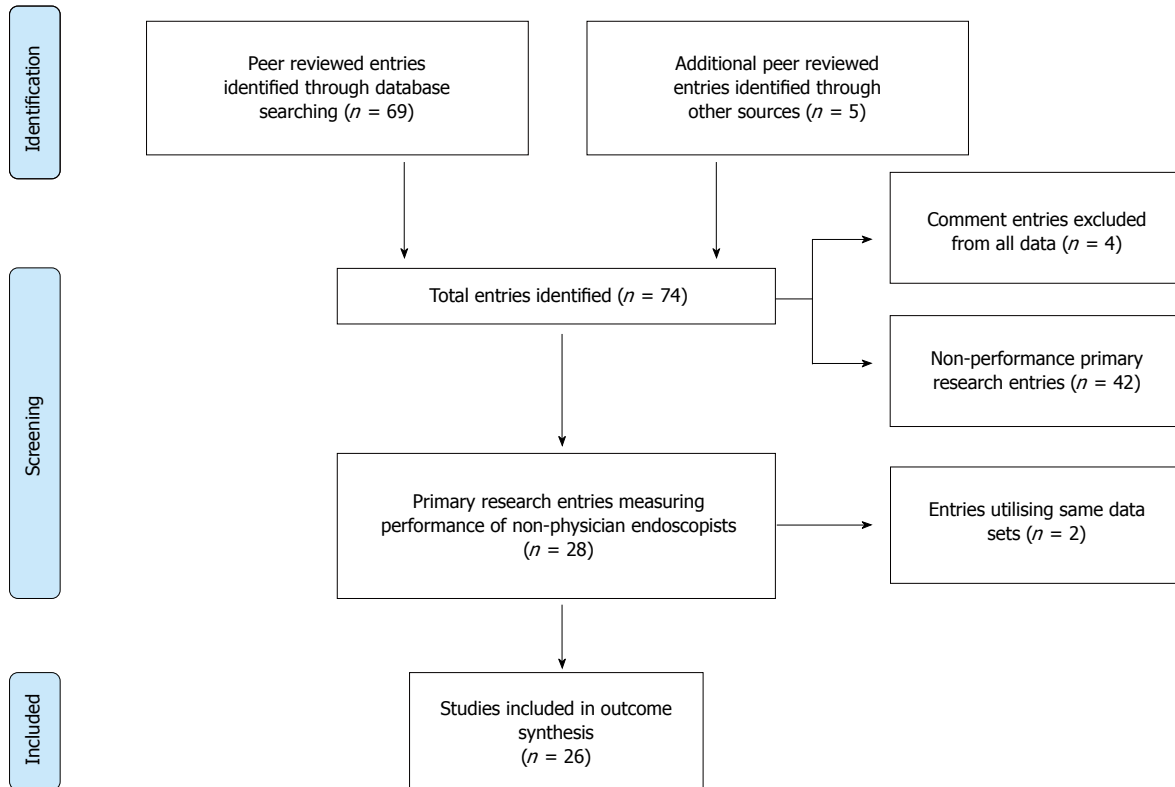 Identification
Peer reviewed entries
identified through database
searching (n = 69)
Additional peer reviewed
entries identified through
other sources (n = 5)
Comment entries excluded
from all data (n = 4)
Total entries identified (n = 74)
Non-performance primary
research entries (n = 42)
Screening
Primary research entries measuring
performance of non-physician endoscopists
(n = 28)
Entries utilising same data
sets (n = 2)
Included
Studies included in outcome
synthesis
(n = 26)